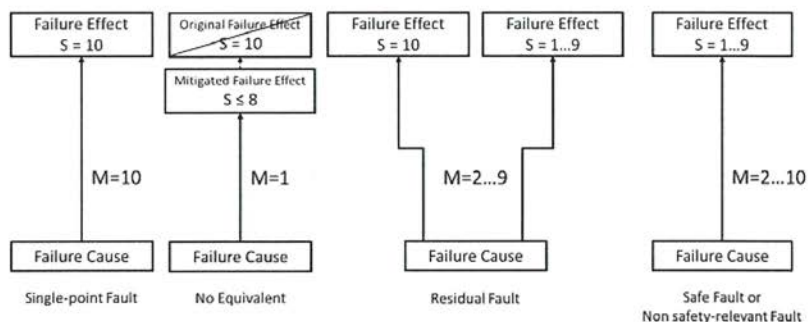 Failure Effect
S = 10
M=10
Failure Cause
Single-point Fault
Original Failure Effect
S = 10
Mitigated Failure Effect
S ≤ 8
M=1
Failure Cause
No Equivalent
Failure Effect
S = 10
Failure Effect
S = 1...9
M=2...9
Failure Cause
Residual Fault
Failure Effect
S = 1...9
M=2...10
Failure Cause
Safe Fault or
Non safety-relevant Fault